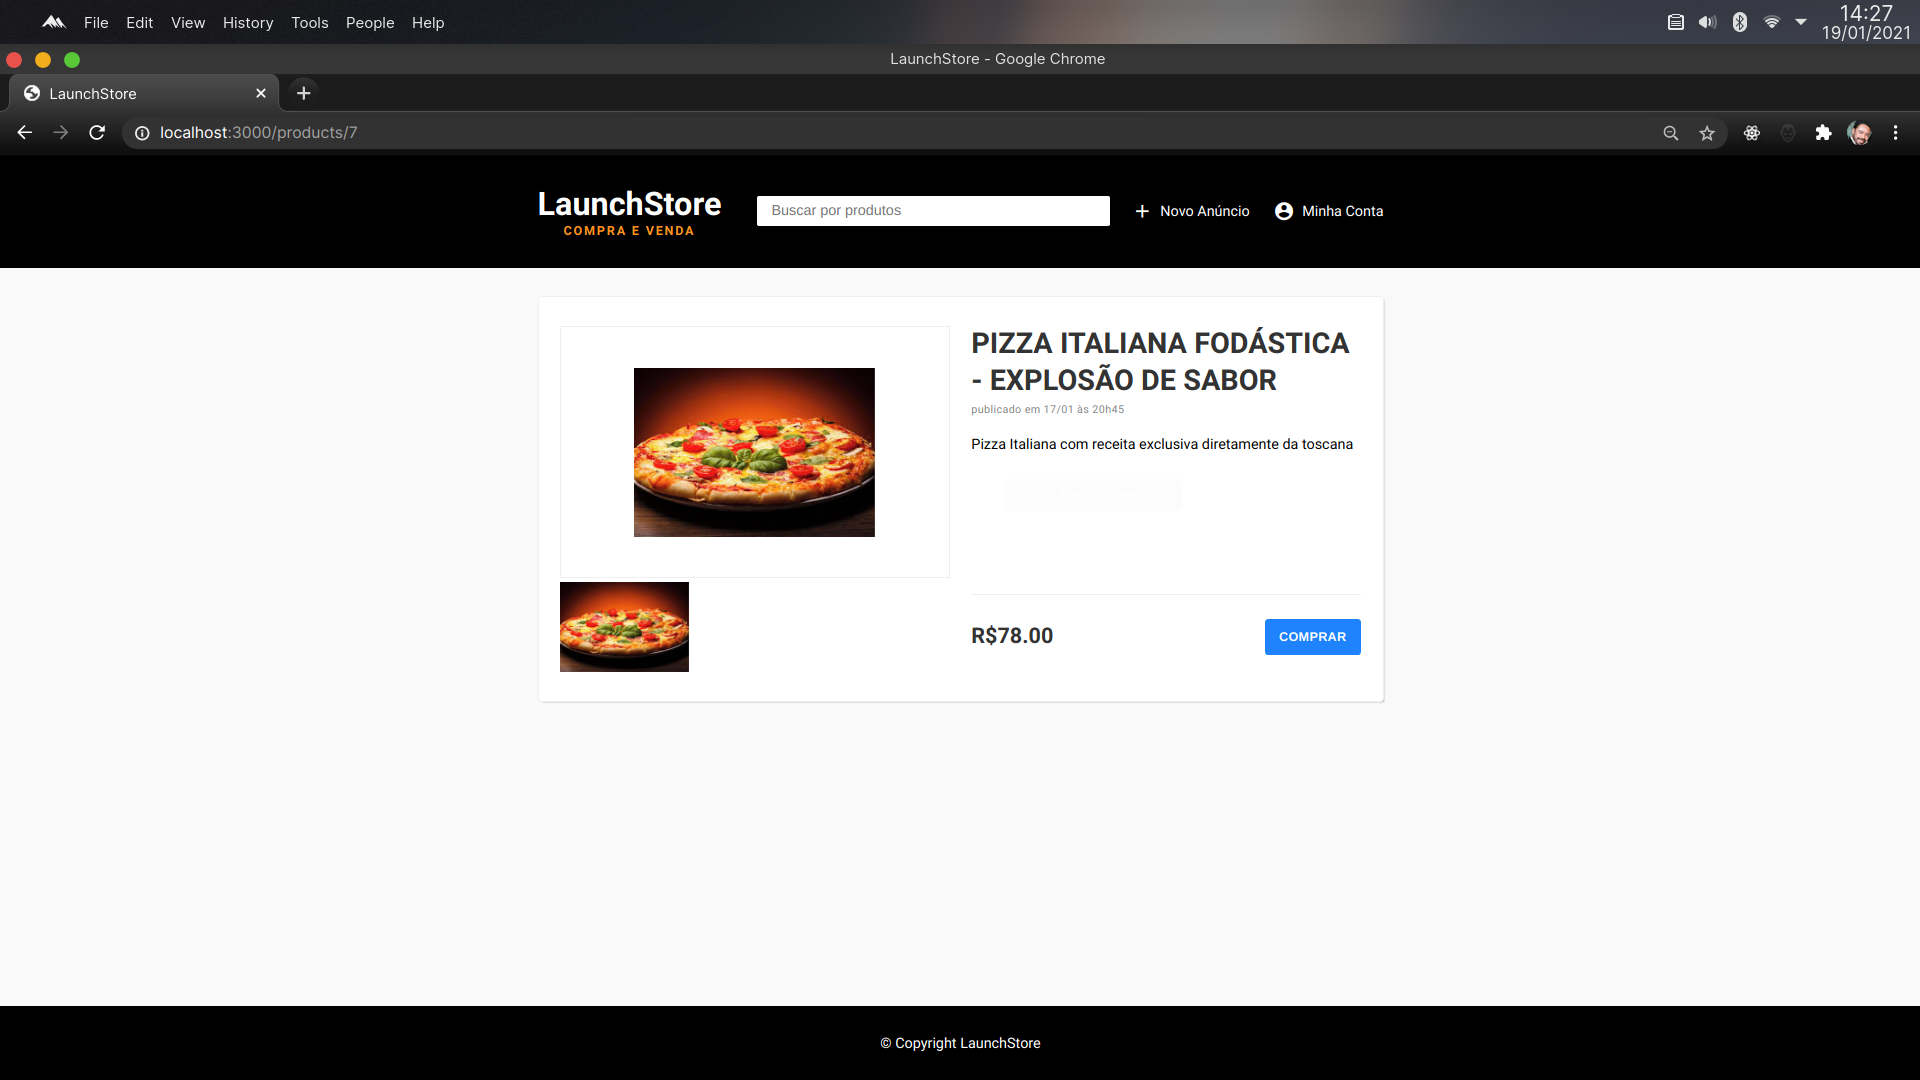 File Edit View History Tools People Help
14:27
19/01/2021
LaunchStore - Google Chrome
LaunchStore
localhost:3000/products/7
LaunchStore
COMPRA E VENDA
Buscar por produtos
Novo Anúncio
Minha Conta
PIZZA ITALIANA FODÁSTICA
- EXPLOSÃO DE SABOR
publicado em 17/01 às 20h45
Pizza Italiana com receita exclusiva diretamente da toscana
R$78.00
COMPRAR
© Copyright LaunchStore